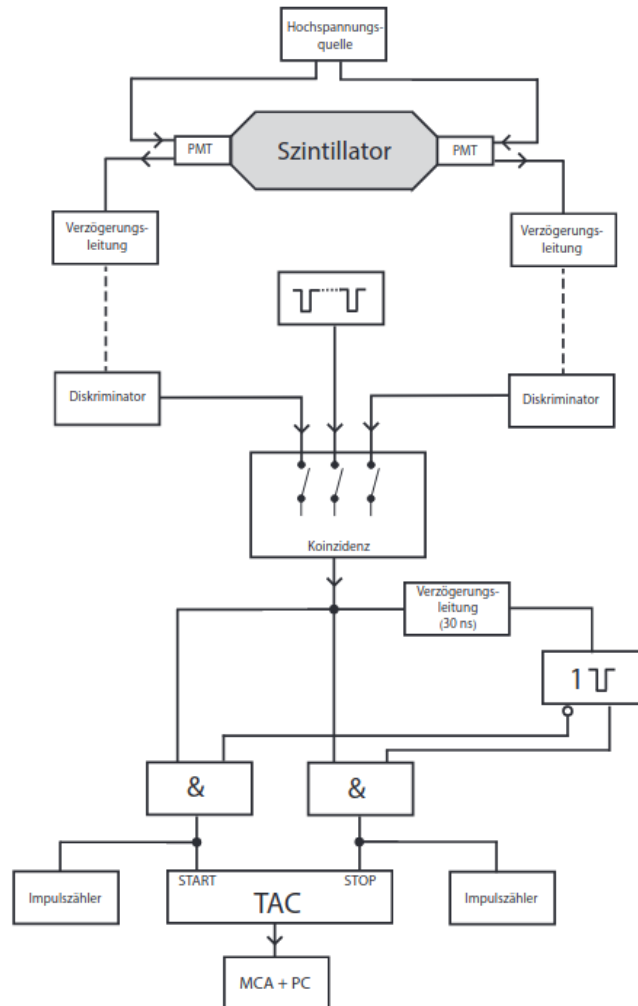 Hochspannungs-
quelle
PMT
Szintillator
PMT
Verzögerungs-
leitung
Verzögerungs-
leitung
Diskriminator
Diskriminator
Koinzidenz
Verzögerungs-
leitung
(30 ns)
1
&
&
Impulszähler
START
STOP
TAC
Impulszähler
MCA + PC